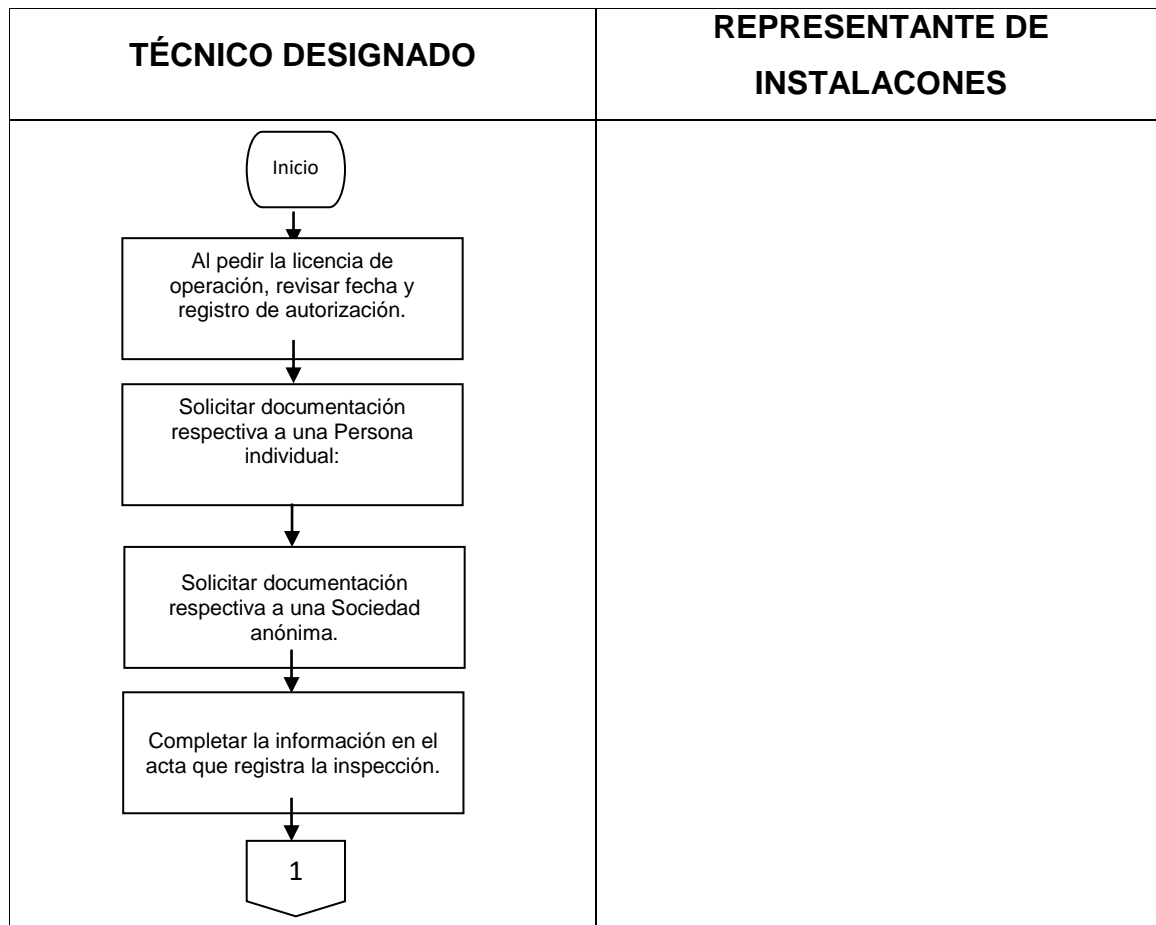 TÉCNICO DESIGNADO
REPRESENTANTE DE
INSTALACONES
Inicio
Al pedir la licencia de
operación, revisar fecha y
registro de autorización.
Solicitar documentación
respectiva a una Persona
individual:
Solicitar documentación
respectiva a una Sociedad
anónima.
Completar la información en el
acta que registra la inspección.
1